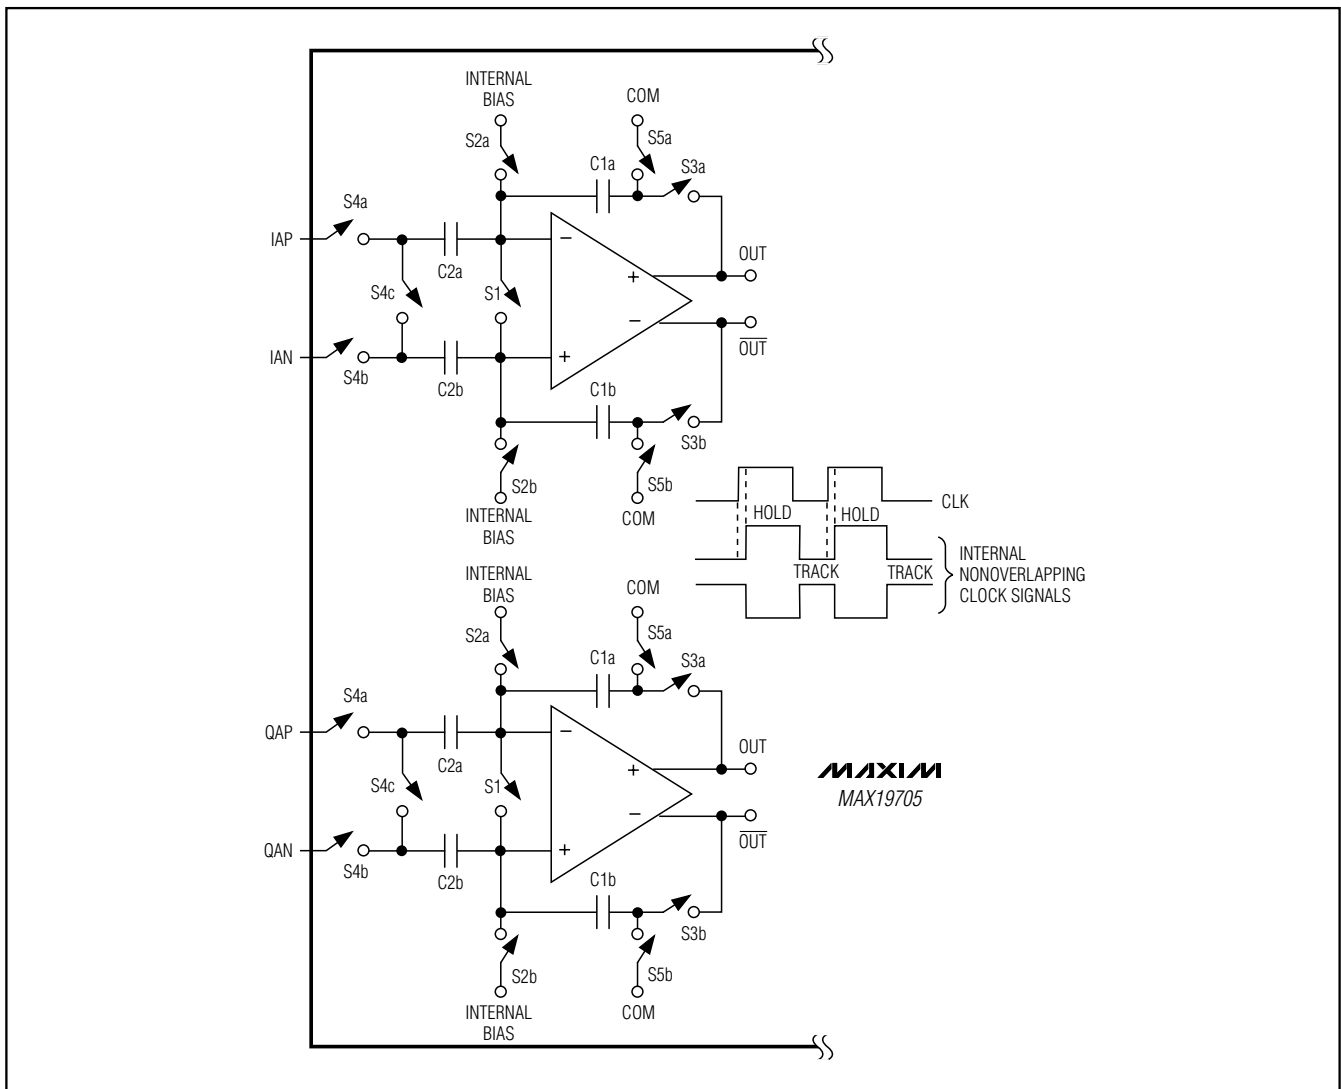 INTERNAL
BIAS
COM
S2a
S5a
C1a
S3a
S4a
IAP
−
OUT
C2a
+
S4c
S1
−
OUT
IAN
+
S4b
C2b
C1b
S3b
S2b
S5b
INTERNAL
BIAS
COM
CLK
HOLD
HOLD
TRACK
TRACK
INTERNAL
NONOVERLAPPING
CLOCK SIGNALS
INTERNAL
BIAS
COM
S2a
S5a
C1a
S3a
S4a
QAP
−
OUT
C2a
+
S4c
S1
−
OUT
QAN
+
S4b
C2b
C1b
S3b
S2b
S5b
INTERNAL
BIAS
COM
MAXIM
MAX19705